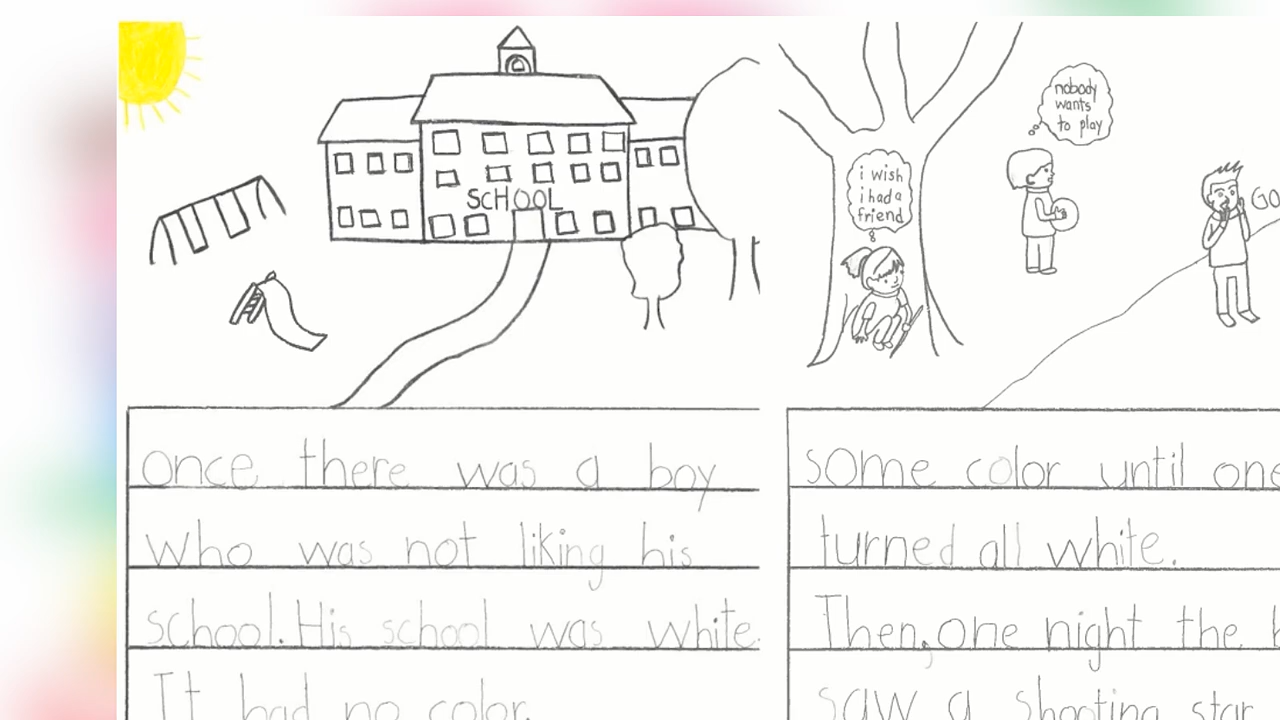 SCHOOL
once there was a boy
who was not liking his
school. His school was white.
It had no color.
nobody
wants
to play
i wish
i had a
friend
GO
some color until one
turned all white.
Then, one night the
saw a shooting star